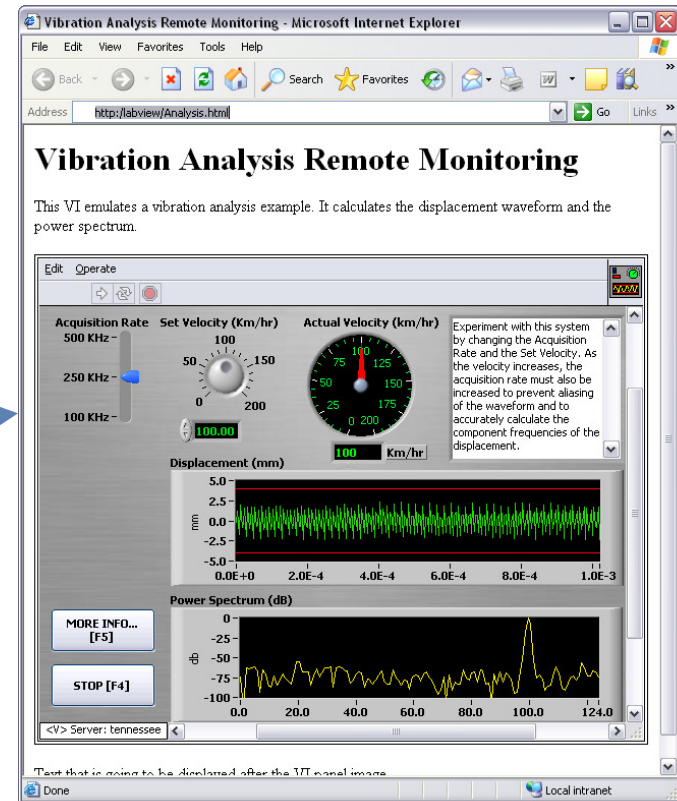 Vibration Analysis Remote Monitoring - Microsoft Internet Explorer
File Edit View Favorites Tools Help
Back Search Favorites
Address http:/labview/Analysis.html Go Links
Vibration Analysis Remote Monitoring
This VI emulates a vibration analysis example. It calculates the displacement waveform and the
power spectrum.
Edit Operate
Acquisition Rate
500 KHz
250 KHz
100 KHz
Set Velocity (Km/hr)
100
50 150
0 200
100.00
Actual Velocity (km/hr)
100
75 125
50 150
25 175
0 200
100 Km/hr
Experiment with this system
by changing the Acquisition
Rate and the Set Velocity. As
the velocity increases, the
acquisition rate must also be
increased to prevent aliasing
of the waveform and to
accurately calculate the
component frequencies of the
displacement.
Displacement (mm)
mm
5.0
2.5
0.0
-2.5
-5.0
0.0E+0 2.0E-4 4.0E-4 6.0E-4 8.0E-4 1.0E-3
MORE INFO...
[F5]
STOP [F4]
Power Spectrum (dB)
db
0
-25
-50
-75
-100
0.0 20.0 40.0 60.0 80.0 100.0 124.0
<V> Server: tennessee
Text that is going to be displayed after the VI panel image
Done Local intranet